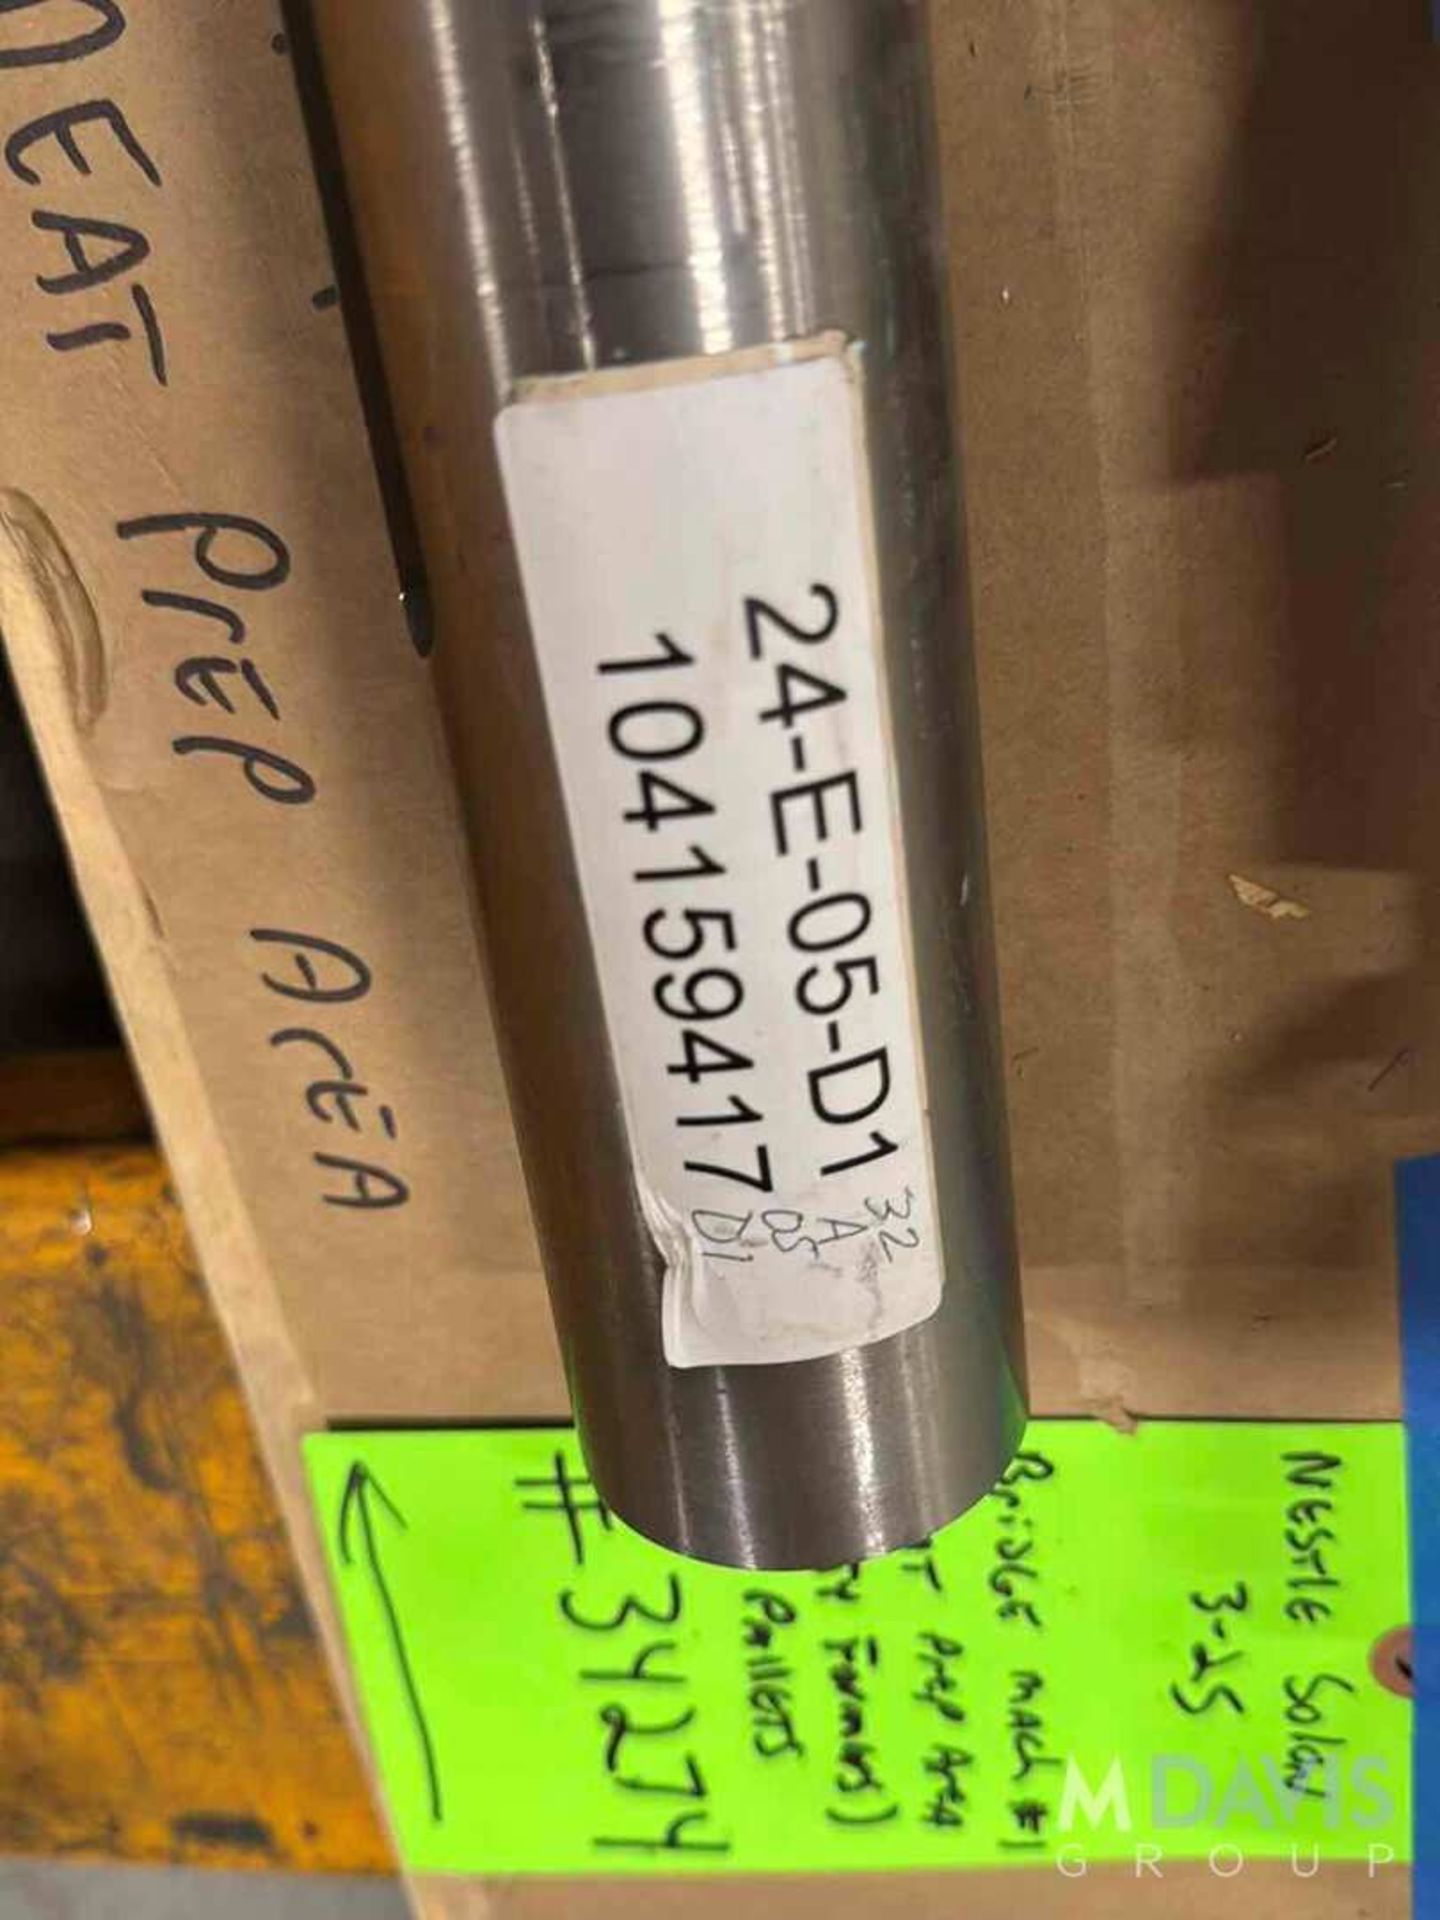 MEAT PrEP ArEA
24-E-05-D1
104159417
32
A
05
D1
NESTLE Solon
3-25
BridGE MACH #1
PrEP ArEA
PAllETS
#34274
M DAVIS
GROUP